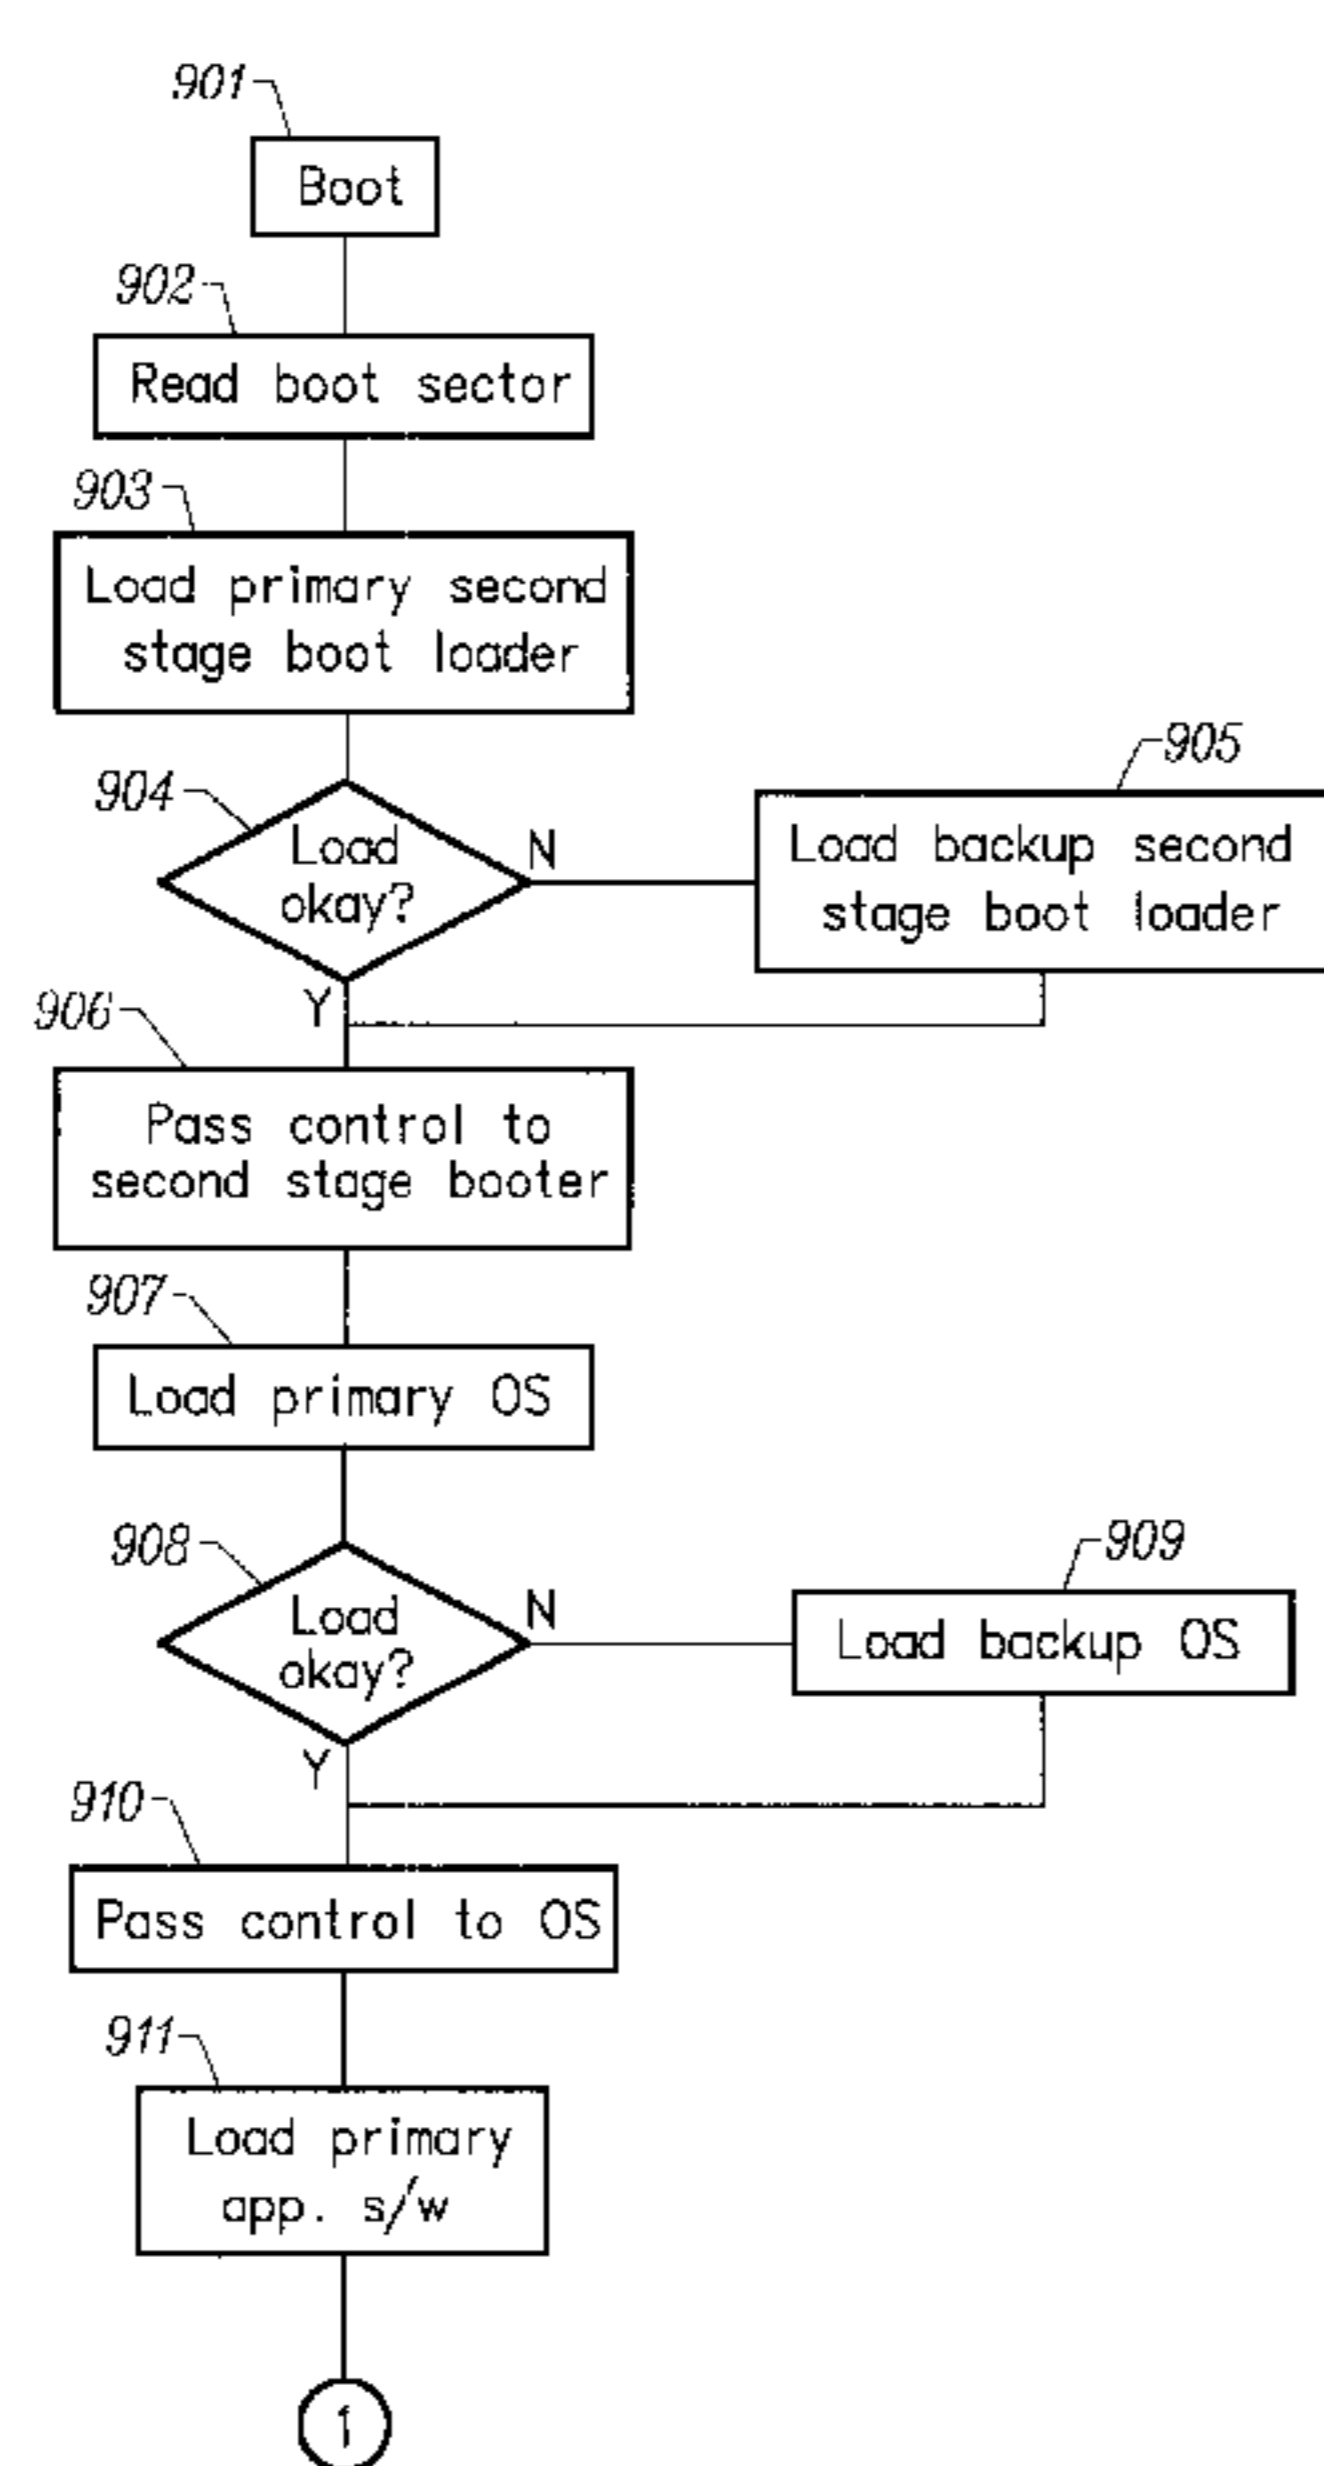 901
Boot
902
Read boot sector
903
Load primary second
stage boot loader
904
Load
okay?
N
905
Load backup second
stage boot loader
Y
906
Pass control to
second stage booter
907
Load primary OS
908
Load
okay?
N
909
Load backup OS
Y
910
Pass control to OS
911
Load primary
app. s/w
1